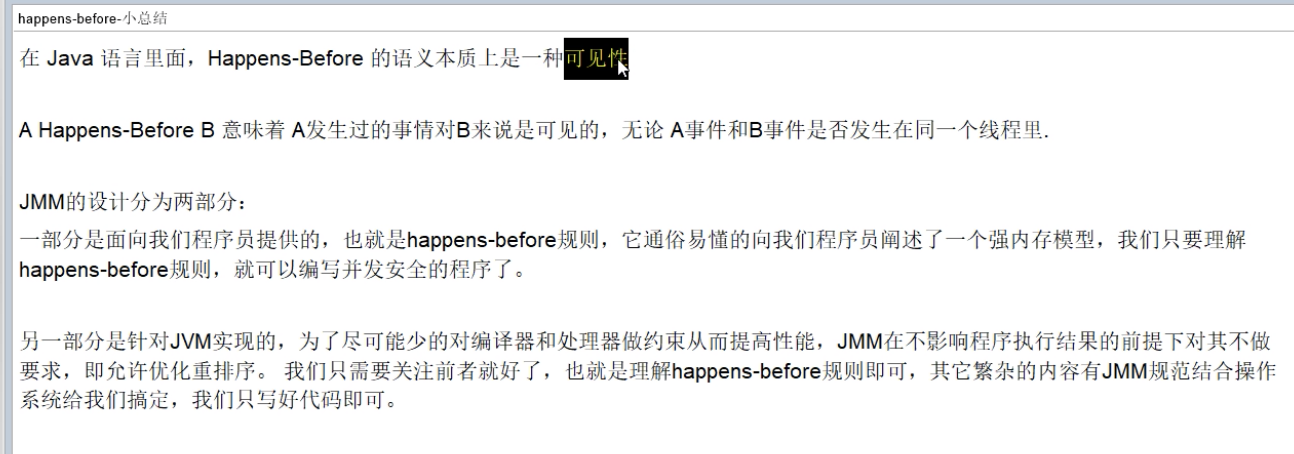 happens-before-小总结
在 Java 语言里面，Happens-Before 的语义本质上是一种可见性
A Happens-Before B 意味着 A发生过的事情对B来说是可见的，无论 A事件和B事件是否发生在同一个线程里.
JMM的设计分为两部分：
一部分是面向我们程序员提供的，也就是happens-before规则，它通俗易懂的向我们程序员阐述了一个强内存模型，我们只要理解
happens-before规则，就可以编写并发安全的程序了。
另一部分是针对JVM实现的，为了尽可能少的对编译器和处理器做约束从而提高性能，JMM在不影响程序执行结果的前提下对其不做
要求，即允许优化重排序。 我们只需要关注前者就好了，也就是理解happens-before规则即可，其它繁杂的内容有JMM规范结合操作
系统给我们搞定，我们只写好代码即可。